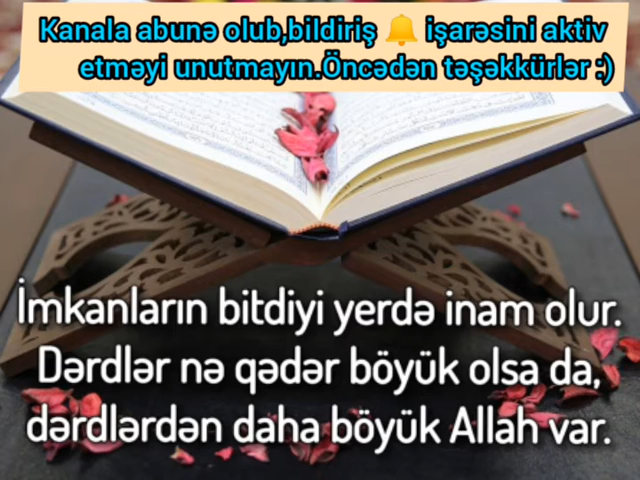 Kanala abunə olub,bildiriş 🔔 işarəsini aktiv
etməyi unutmayın.Öncədən təşəkkürlər :)
İmkanların bitdiyi yerdə inam olur.
Dərdlər nə qədər böyük olsa da,
dərdlərdən daha böyük Allah var.